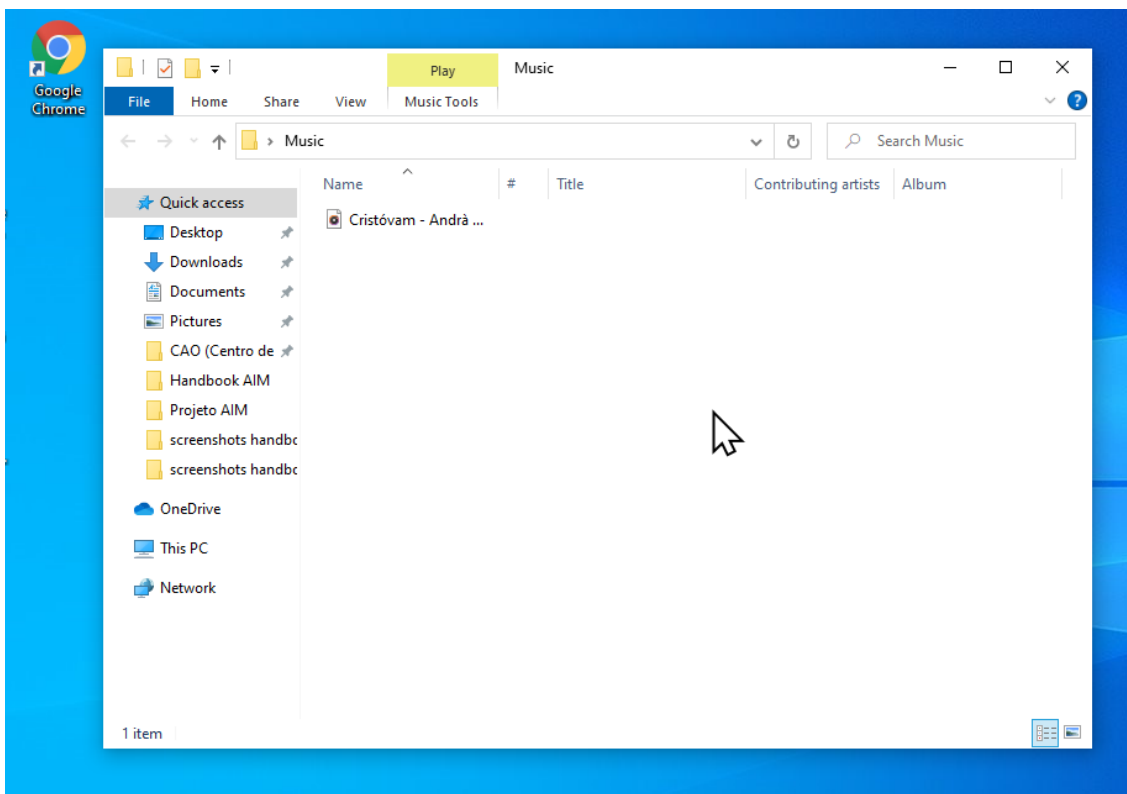 Google
Chrome
Play
Music
File
Home
Share
View
Music Tools
Music
Search Music
Name
#
Title
Contributing artists
Album
Cristóvam - Andrà ...
Quick access
Desktop
Downloads
Documents
Pictures
CAO (Centro de
Handbook AIM
Projeto AIM
screenshots handbc
screenshots handbc
OneDrive
This PC
Network
1 item